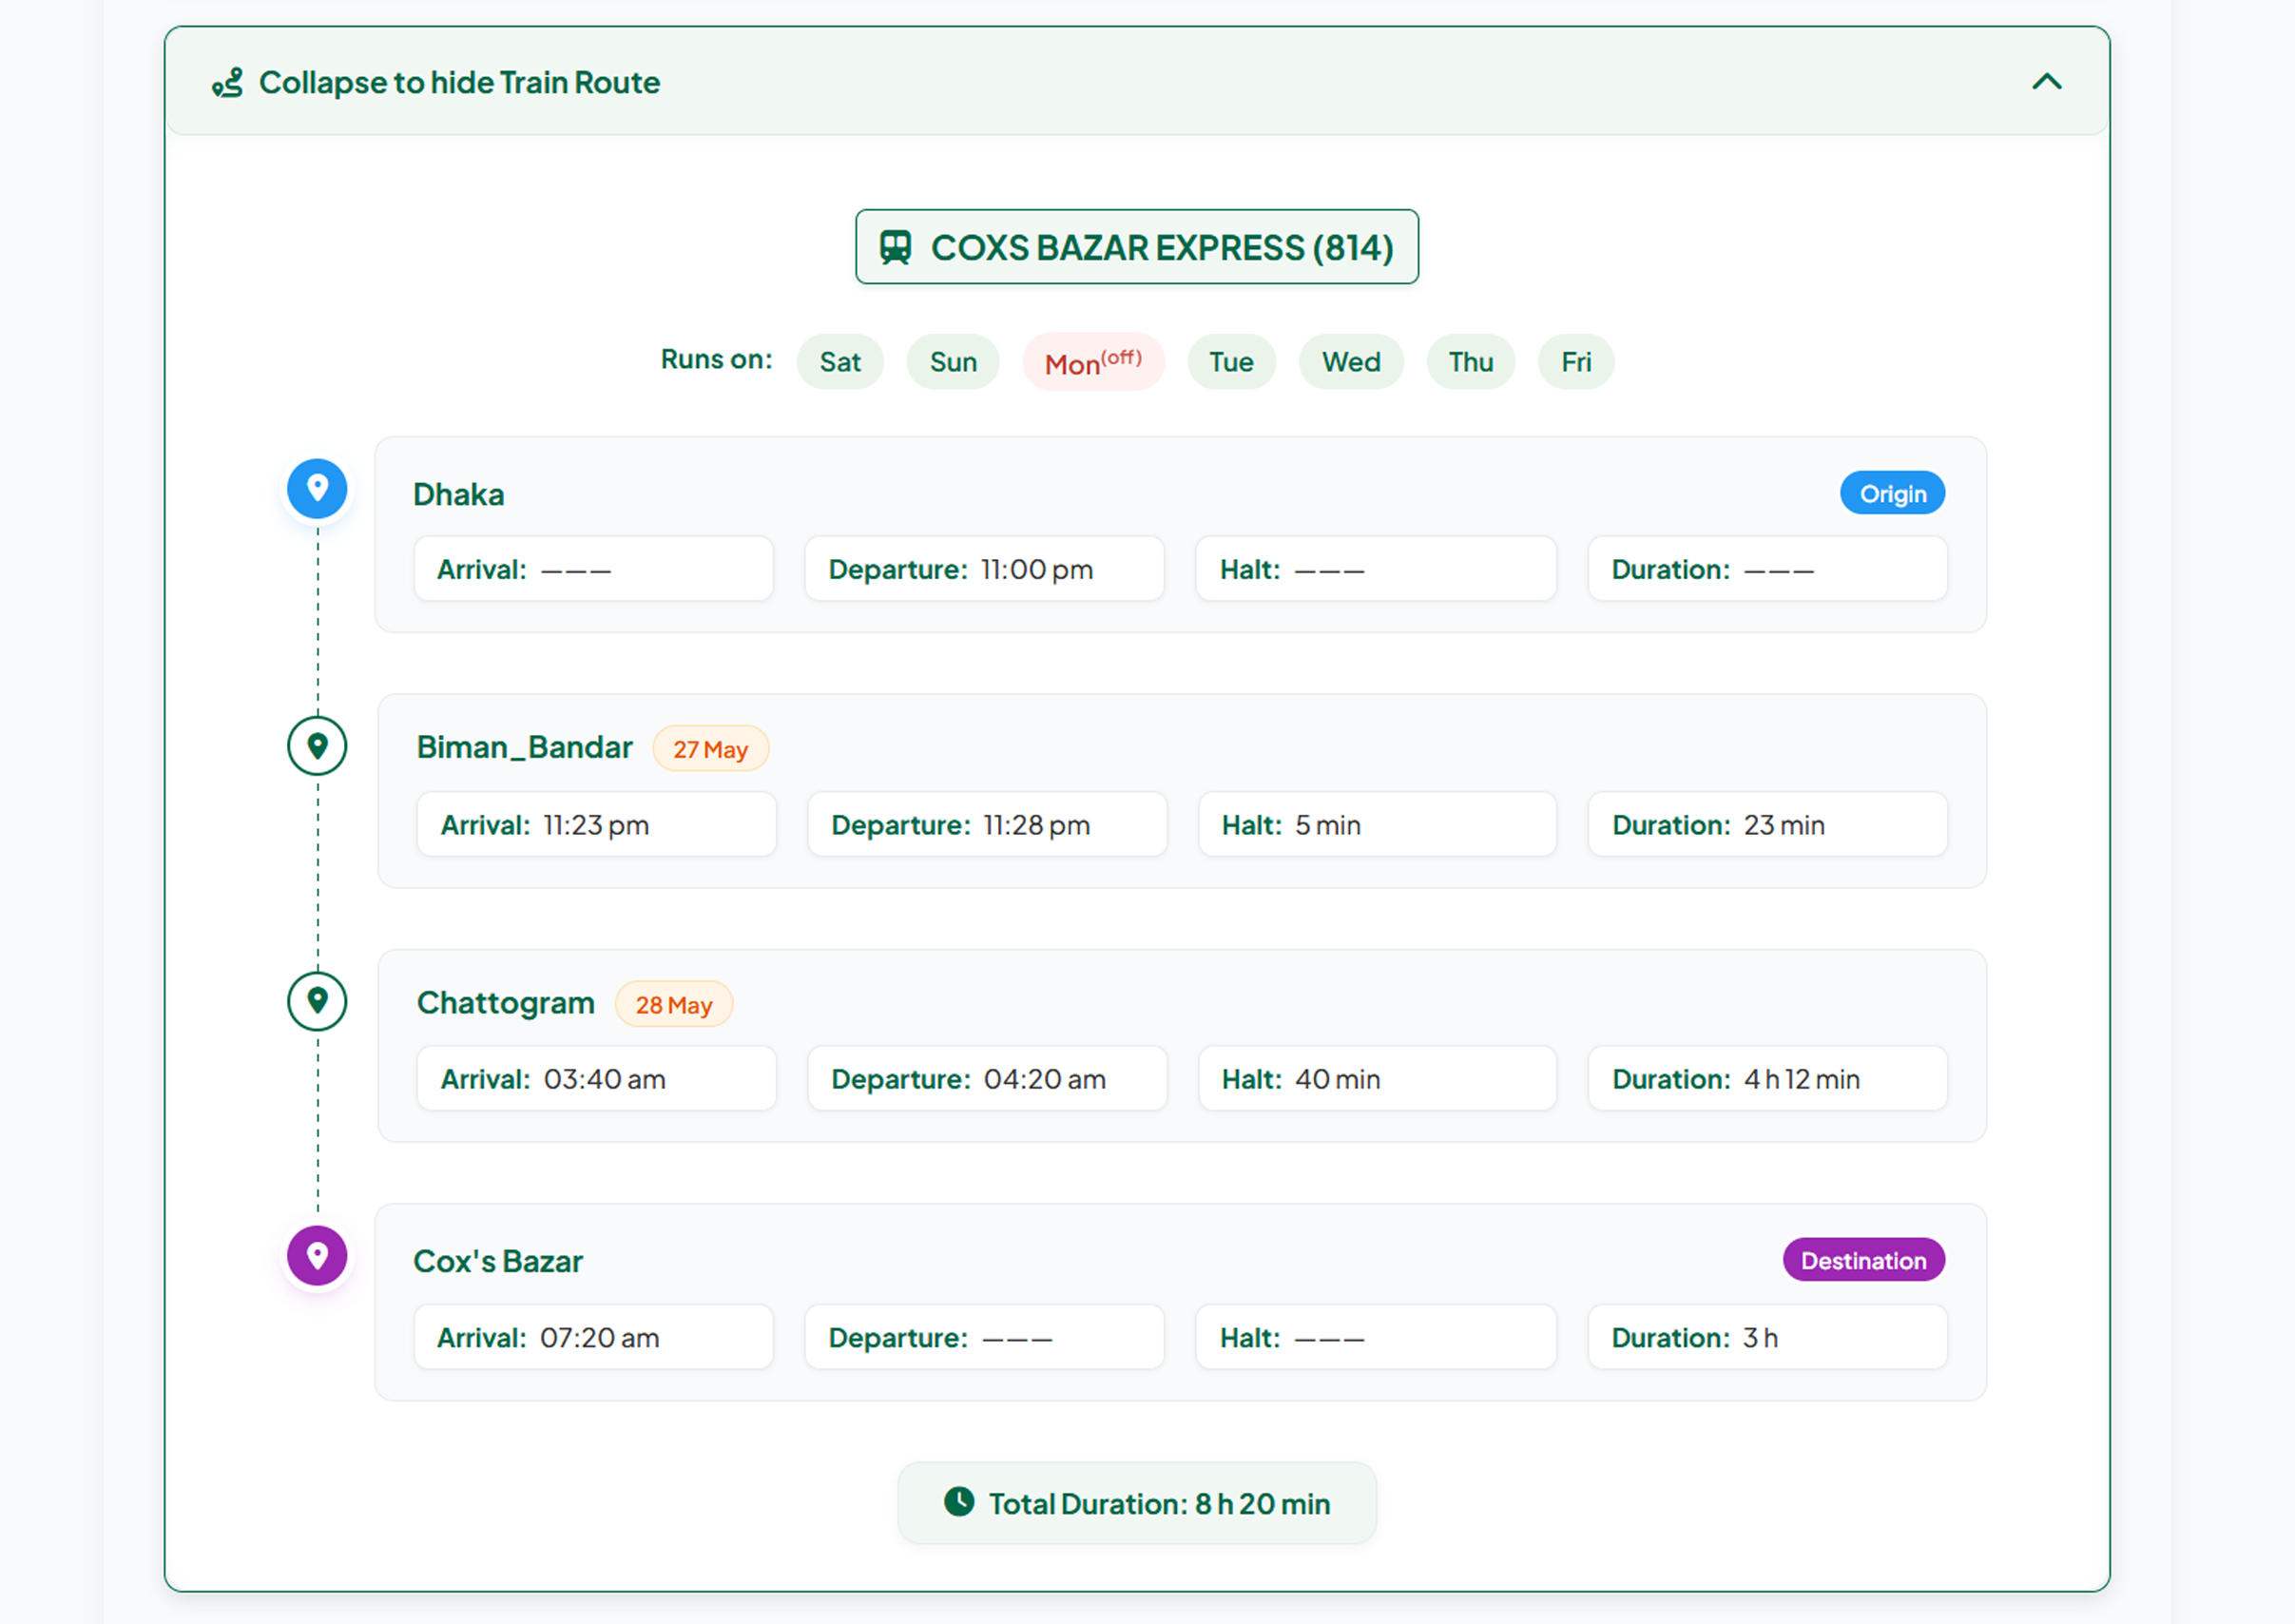 Collapse to hide Train Route
COXS BAZAR EXPRESS (814)
Runs on: Sat Sun Mon(off) Tue Wed Thu Fri
Dhaka Origin
Arrival: ——— Departure: 11:00 pm Halt: ——— Duration: ———
Biman_Bandar 27 May
Arrival: 11:23 pm Departure: 11:28 pm Halt: 5 min Duration: 23 min
Chattogram 28 May
Arrival: 03:40 am Departure: 04:20 am Halt: 40 min Duration: 4 h 12 min
Cox's Bazar Destination
Arrival: 07:20 am Departure: ——— Halt: ——— Duration: 3 h
Total Duration: 8 h 20 min